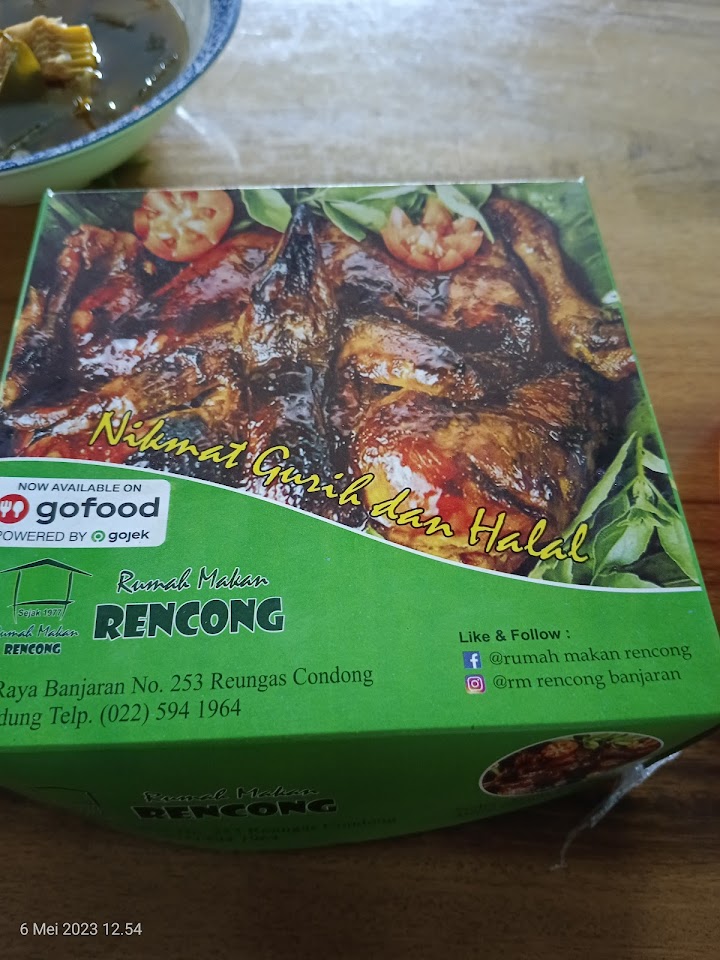 Nikmat Gurih dan Halal
NOW AVAILABLE ON
gofood
POWERED BY gojek
Sejak 1977
Rumah Makan
RENCONG
Rumah Makan
RENCONG
Raya Banjaran No. 253 Reungas Condong
dung Telp. (022) 594 1964
Like & Follow :
@rumah makan rencong
@rm rencong banjaran
Rumah Makan
RENCONG
6 Mei 2023 12.54